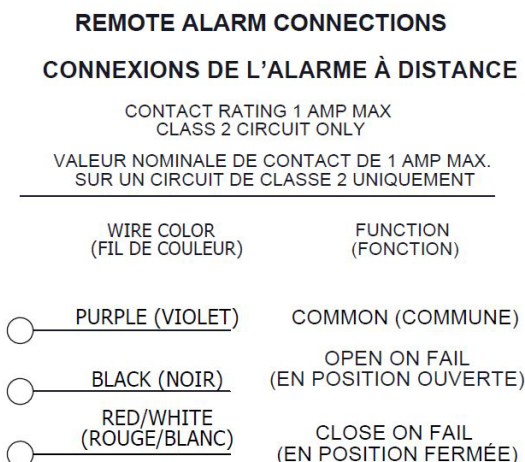 REMOTE ALARM CONNECTIONS
CONNEXIONS DE L'ALARME À DISTANCE
CONTACT RATING 1 AMP MAX
CLASS 2 CIRCUIT ONLY
VALEUR NOMINALE DE CONTACT DE 1 AMP MAX.
SUR UN CIRCUIT DE CLASSE 2 UNIQUEMENT
WIRE COLOR
(FIL DE COULEUR)
FUNCTION
(FONCTION)
PURPLE (VIOLET)
COMMON (COMMUNE)
BLACK (NOIR)
OPEN ON FAIL
(EN POSITION OUVERTE)
RED/WHITE
(ROUGE/BLANC)
CLOSE ON FAIL
(EN POSITION FERMÉE)